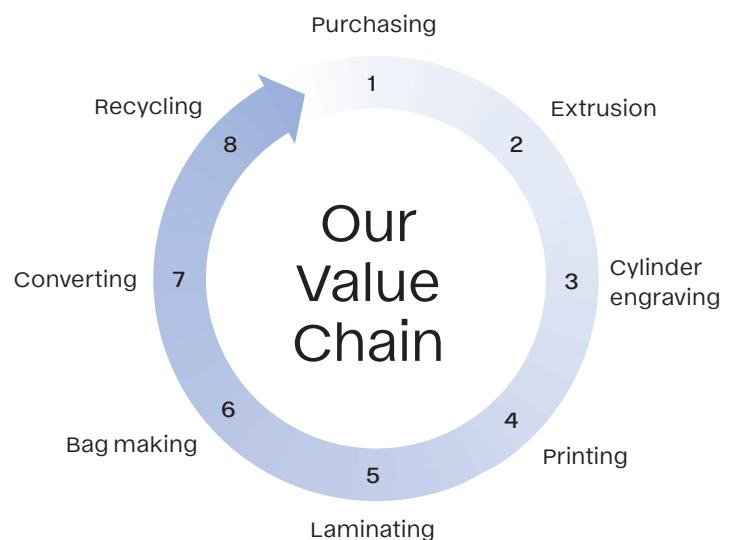 Purchasing
1
Extrusion
2
Cylinder
engraving
3
Printing
4
Laminating
5
Bag making
6
Converting
7
Recycling
8
Our
Value
Chain